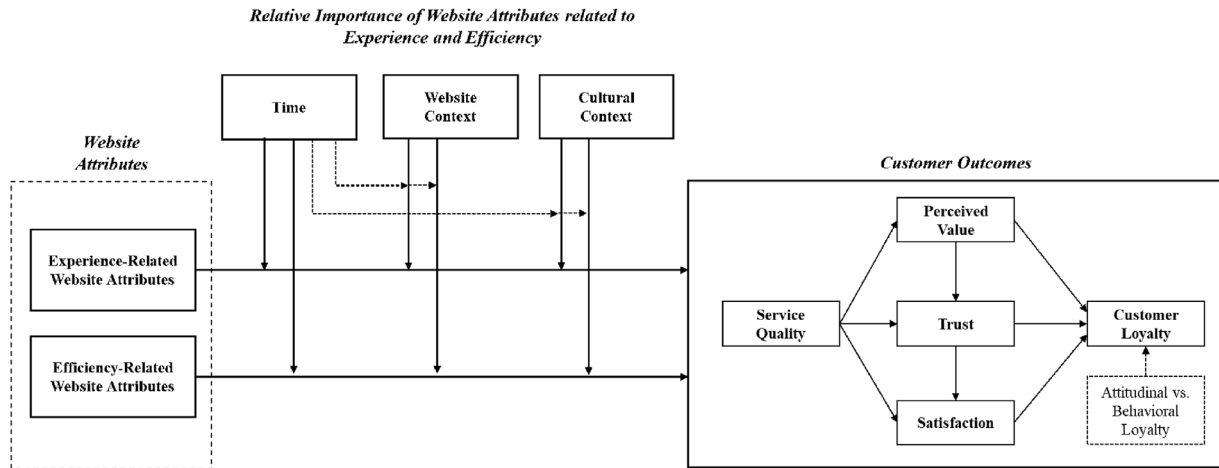 Relative Importance of Website Attributes related to
Experience and Efficiency
Time
Website
Context
Cultural
Context
Website
Attributes
Customer Outcomes
Experience-Related
Website Attributes
Efficiency-Related
Website Attributes
Perceived
Value
Service
Quality
Trust
Customer
Loyalty
Satisfaction
Attitudinal vs.
Behavioral
Loyalty